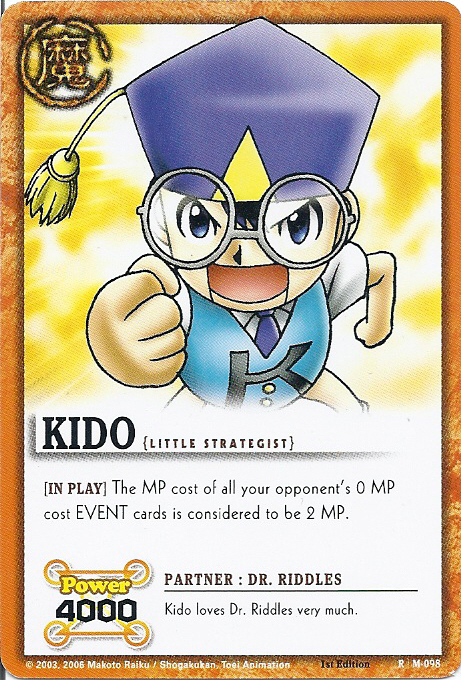 魔
K
KIDO {LITTLE STRATEGIST}
[IN PLAY] The MP cost of all your opponent's 0 MP
cost EVENT cards is considered to be 2 MP.
Power
4000
PARTNER : DR. RIDDLES
Kido loves Dr. Riddles very much.
© 2003, 2006 Makoto Raiku / Shogakukan, Toei Animation 1st Edition R M-098